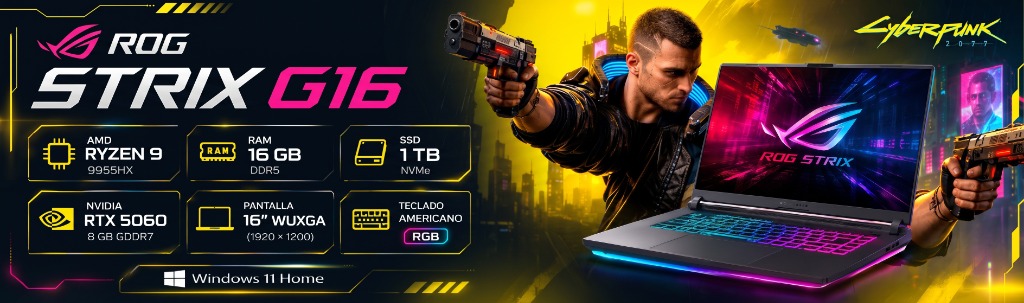 ROG
STRIX G16
AMD
RYZEN 9
9955HX
RAM
RAM
16 GB
DDR5
SSD
1 TB
NVMe
NVIDIA
RTX 5060
8 GB GDDR7
PANTALLA
16" WUXGA
(1920 × 1200)
TECLADO
AMERICANO
RGB
Windows 11 Home
CYBERPUNK
2077
ROG STRIX